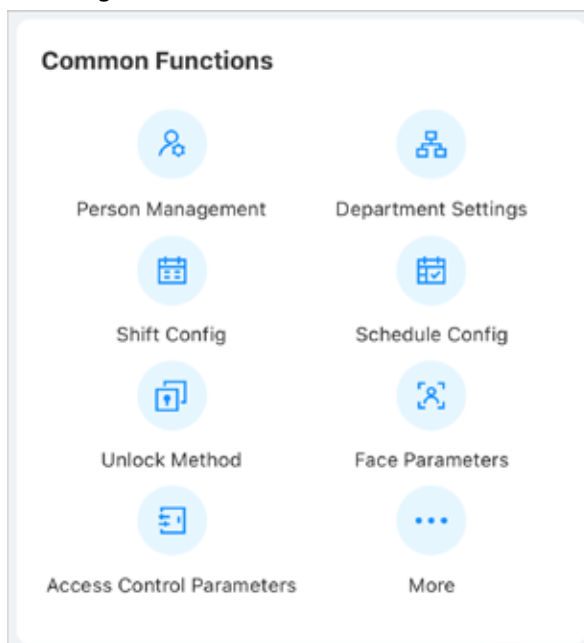 Common Functions
Person Management
Department Settings
Shift Config
Schedule Config
Unlock Method
Face Parameters
Access Control Parameters
More